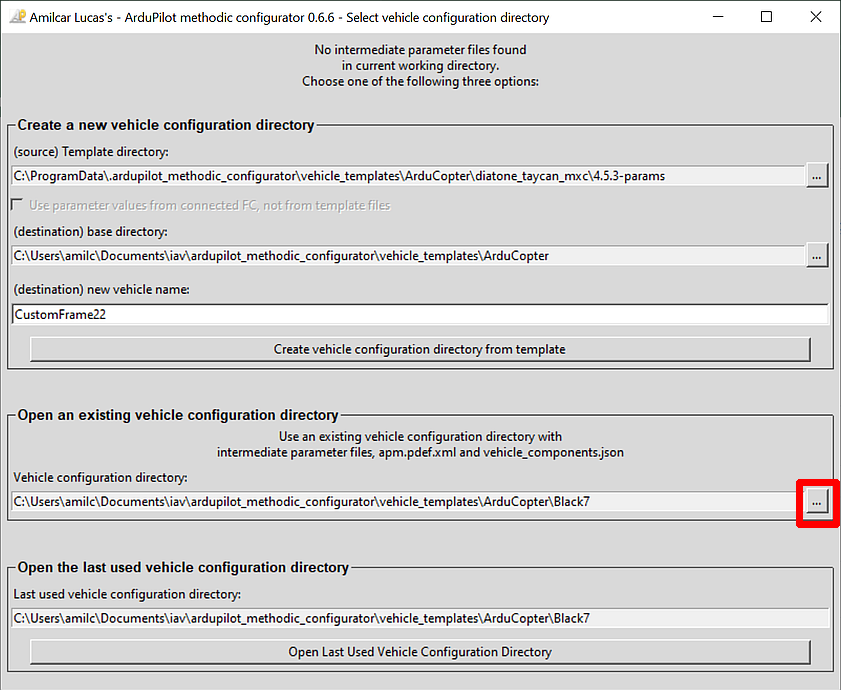 Amilcar Lucas's - ArduPilot methodic configurator 0.6.6 - Select vehicle configuration directory
No intermediate parameter files found
in current working directory.
Choose one of the following three options:
Create a new vehicle configuration directory
(source) Template directory:
C:\ProgramData\.ardupilot_methodic_configurator\vehicle_templates\ArduCopter\diatone_taycan_mxc\4.5.3-params
...
Use parameter values from connected FC, not from template files
(destination) base directory:
C:\Users\amilc\Documents\iav\ardupilot_methodic_configurator\vehicle_templates\ArduCopter
...
(destination) new vehicle name:
CustomFrame22
Create vehicle configuration directory from template
Open an existing vehicle configuration directory
Use an existing vehicle configuration directory with
intermediate parameter files, apm.pdef.xml and vehicle_components.json
Vehicle configuration directory:
C:\Users\amilc\Documents\iav\ardupilot_methodic_configurator\vehicle_templates\ArduCopter\Black7
...
Open the last used vehicle configuration directory
Last used vehicle configuration directory:
C:\Users\amilc\Documents\iav\ardupilot_methodic_configurator\vehicle_templates\ArduCopter\Black7
Open Last Used Vehicle Configuration Directory